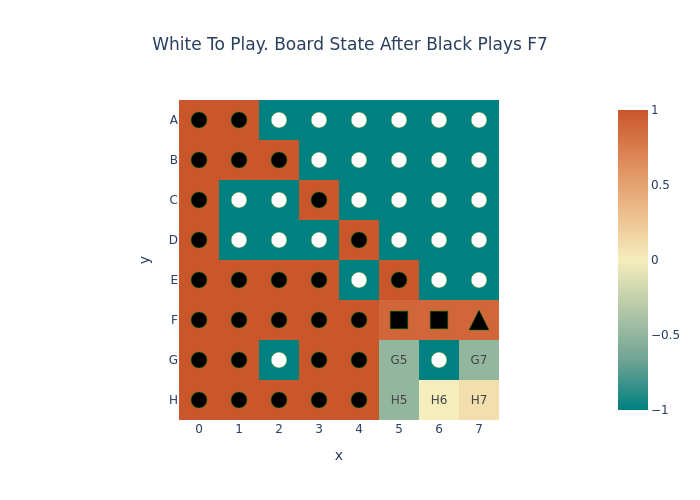 White To Play. Board State After Black Plays F7
A
B
C
D
E
F
G
H
y
G5
G7
H5
H6
H7
0 1 2 3 4 5 6 7
x
1
0.5
0
−0.5
−1